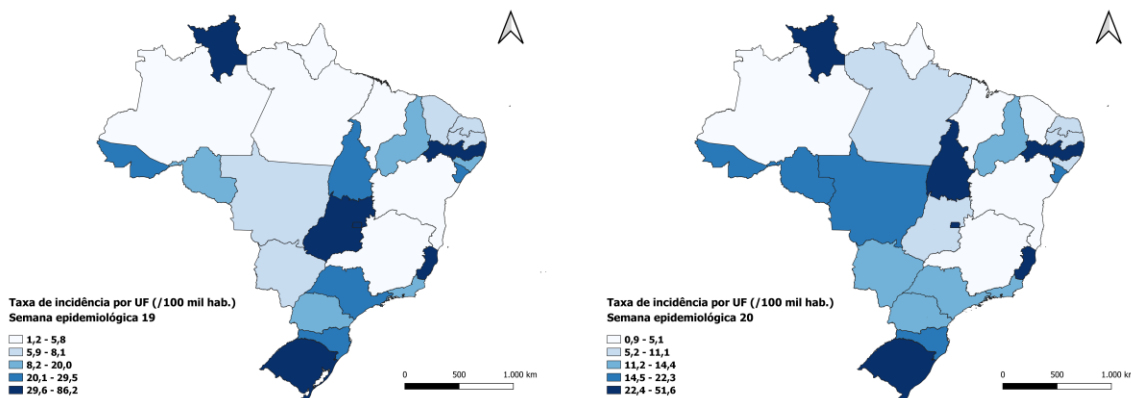 Taxa de incidência por UF (/100 mil hab.)
Semana epidemiológica 19
1,2 - 5,8
5,9 - 8,1
8,2 - 20,0
20,1 - 29,5
29,6 - 86,2
0 500 1.000 km
Taxa de incidência por UF (/100 mil hab.)
Semana epidemiológica 20
0,9 - 5,1
5,2 - 11,1
11,2 - 14,4
14,5 - 22,3
22,4 - 51,6
0 500 1.000 km